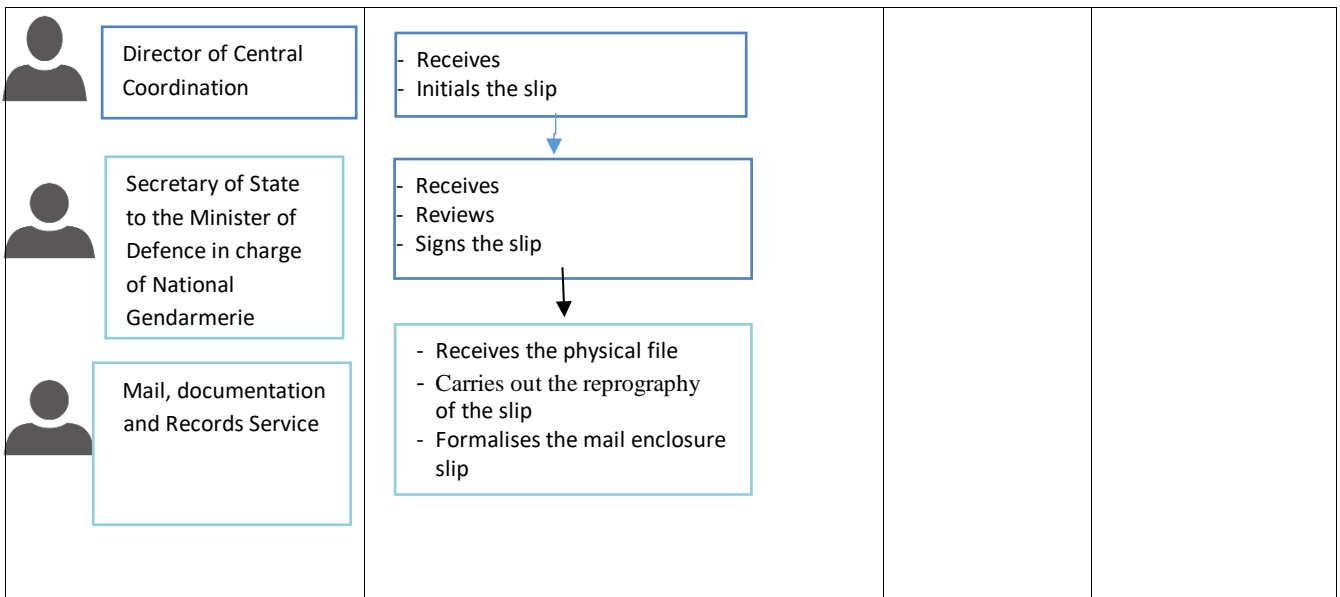 Director of Central
Coordination
- Receives
- Initials the slip
Secretary of State
to the Minister of
Defence in charge
of National
Gendarmerie
- Receives
- Reviews
- Signs the slip
Mail, documentation
and Records Service
- Receives the physical file
- Carries out the reprography
of the slip
- Formalises the mail enclosure
slip